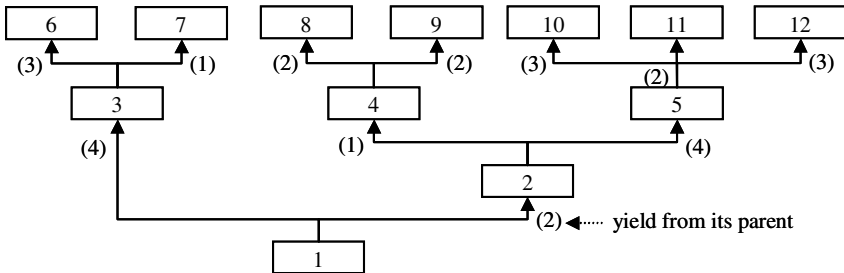 6 7 8 9 10 11 12
(3) (1) (2) (2) (3) (2) (3)
3 4 5
(4) (1) (4)
2
(2) yield from its parent
1